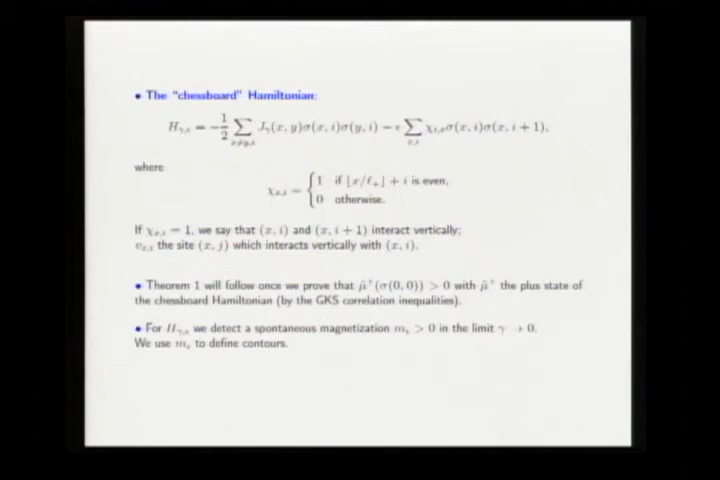 • The "chessboard" Hamiltonian:
H_{γ,ε} = −\frac{1}{2} \sum_{x≠y,i} J_γ(x, y)σ(x, i)σ(y, i) − ε \sum_{x,i} χ_{i,x}σ(x, i)σ(x, i + 1),
where
χ_{x,i} = { 1 if ⌊x/ℓ_+⌋ + i is even,
0 otherwise.
If χ_{x,i} = 1, we say that (x, i) and (x, i + 1) interact vertically;
v_{x,i} the site (x, j) which interacts vertically with (x, i).
• Theorem 1 will follow once we prove that μ̃^+(σ(0, 0)) > 0 with μ̃^+ the plus state of
the chessboard Hamiltonian (by the GKS correlation inequalities).
• For H_{γ,ε} we detect a spontaneous magnetization m_ε > 0 in the limit γ → 0.
We use m_ε to define contours.